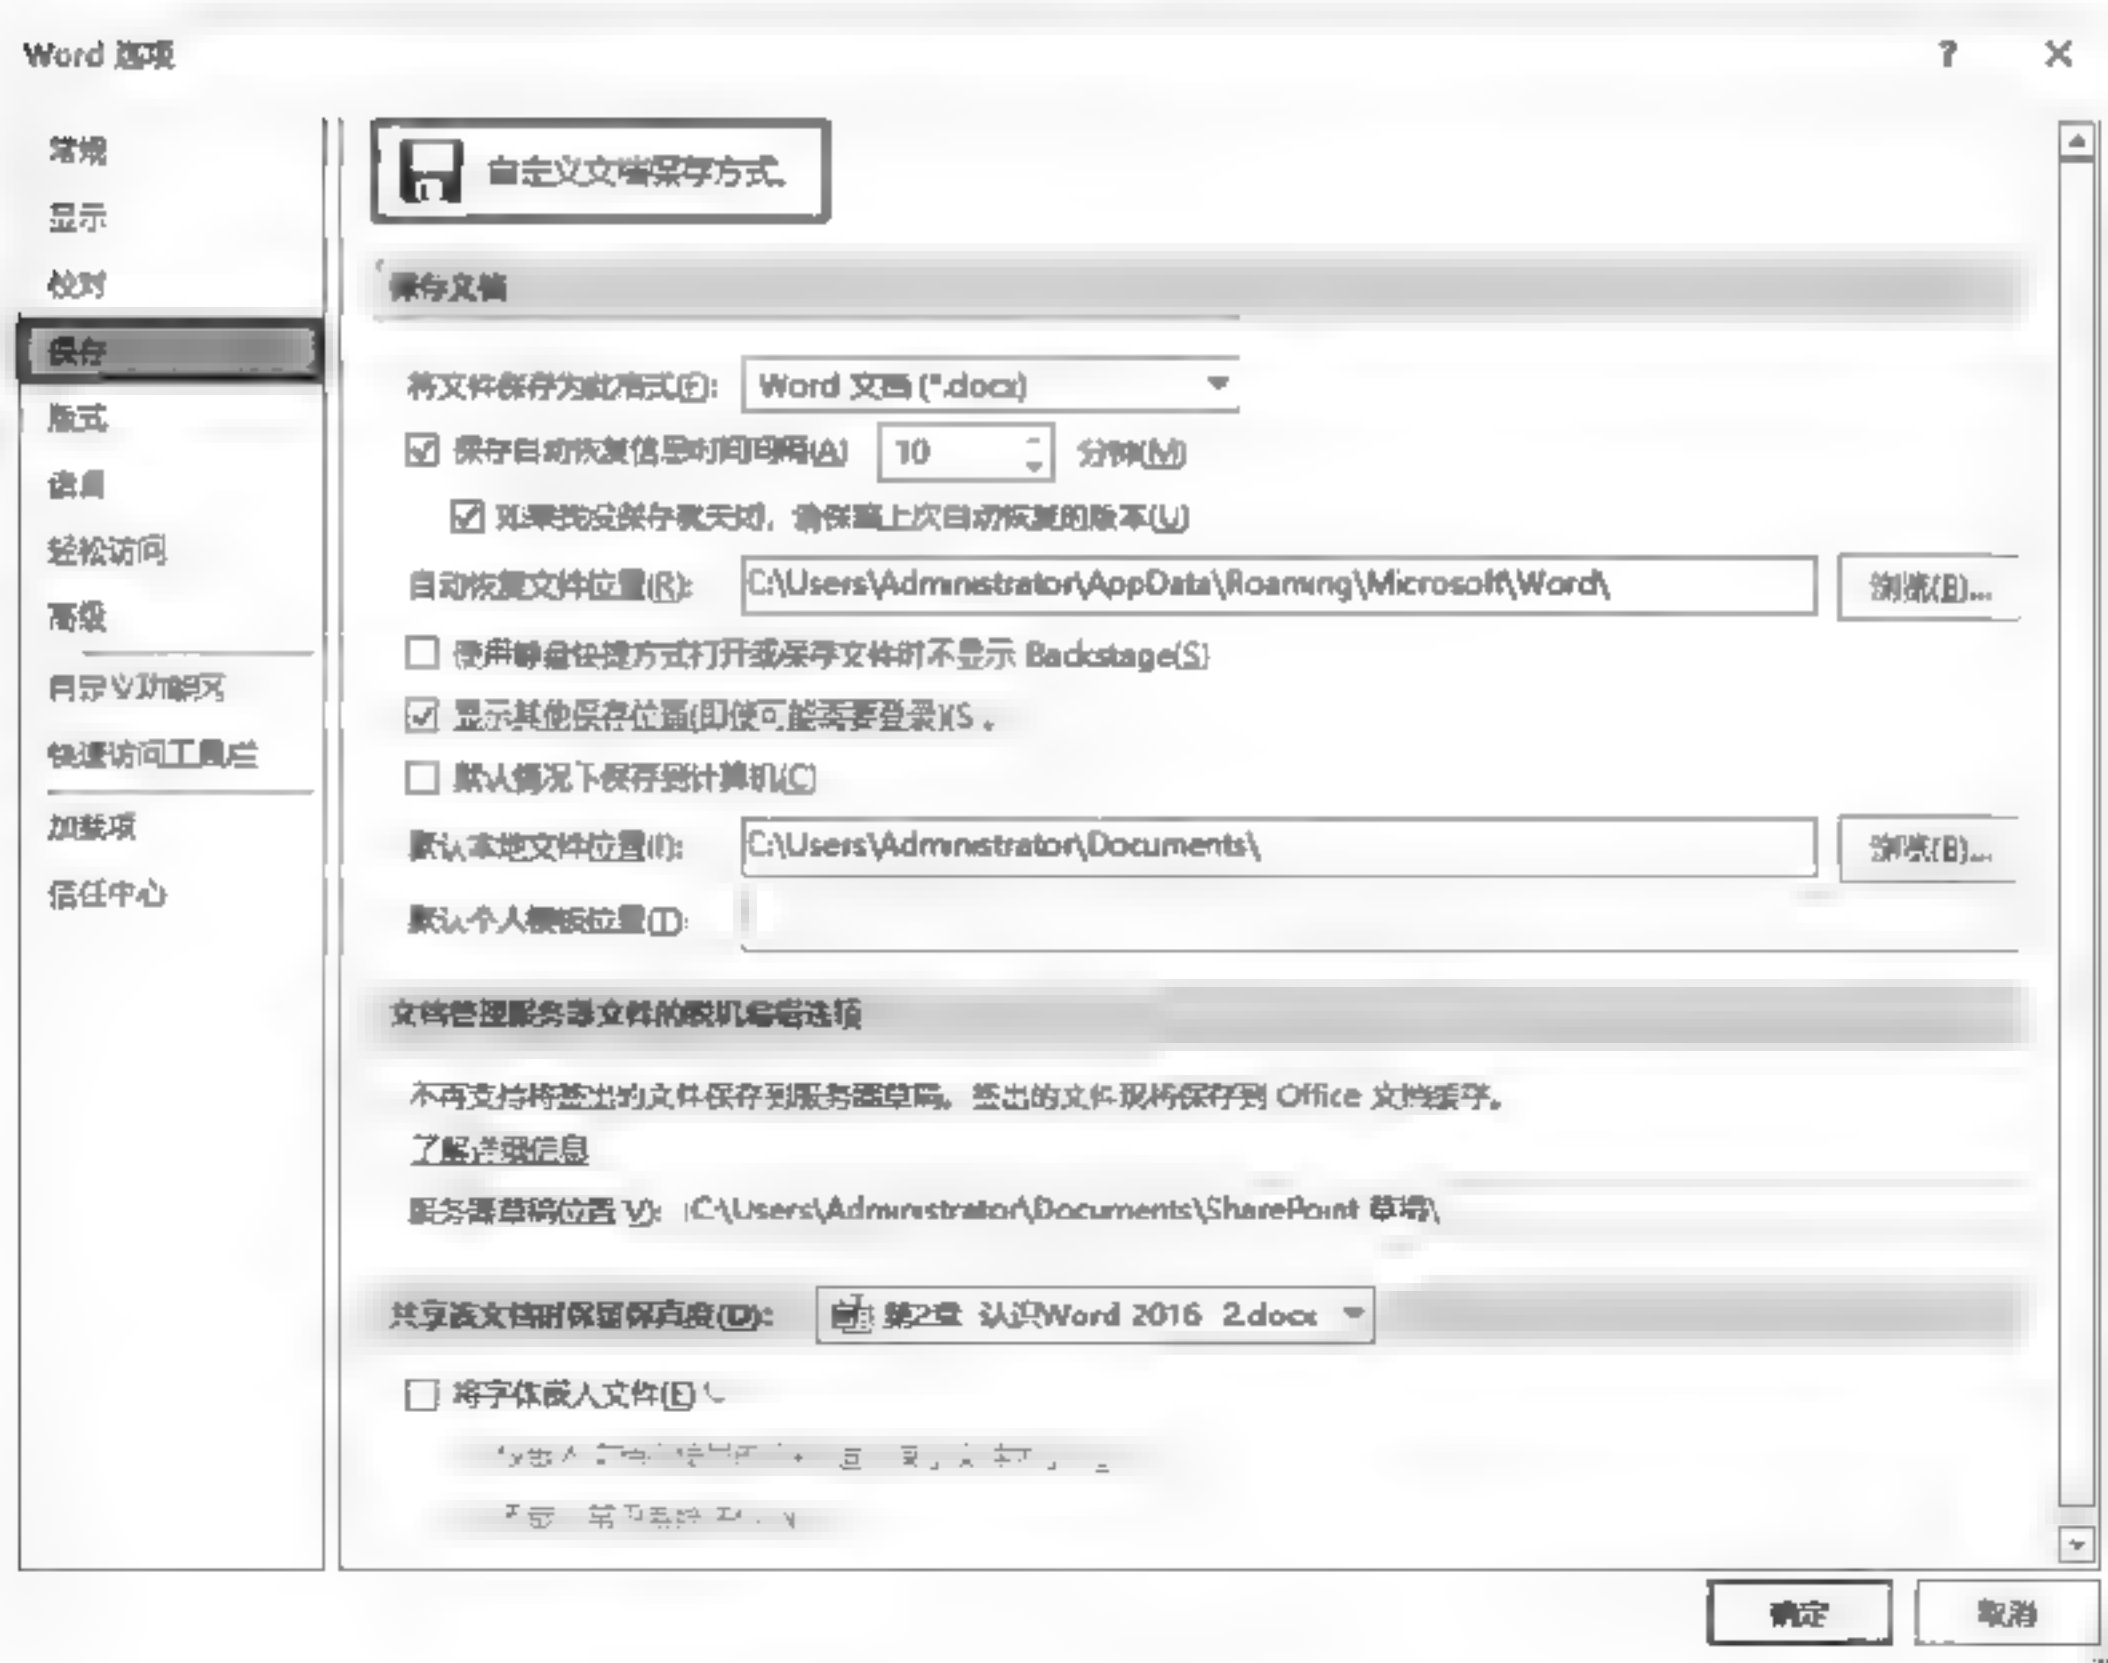 Word 选项
常规
显示
校对
保存
版式
语言
轻松访问
高级
自定义功能区
快速访问工具栏
加载项
信任中心
自定义文档保存方式。
保存文档
将文件保存为此格式(F): Word 文档 (*.docx)
保存自动恢复信息时间间隔(A) 10 分钟(M)
如果我没保存就关闭，请保留上次自动恢复的版本(U)
自动恢复文件位置(R): C:\Users\Administrator\AppData\Roaming\Microsoft\Word\ 浏览(B)...
使用键盘快捷方式打开或保存文件时不显示 Backstage(S)
显示其他保存位置(即使可能需要登录)(S)。
默认情况下保存到计算机(C)
默认本地文件位置(I): C:\Users\Administrator\Documents\ 浏览(B)...
默认个人模板位置(T):
文档管理服务器文件的脱机编辑选项
不再支持将签出的文件保存到服务器草稿。签出的文件现将保存到 Office 文档缓存。
了解详细信息
服务器草稿位置(V): C:\Users\Administrator\Documents\SharePoint 草稿\
共享该文档时保留保真度(D): 第2章 认识Word 2016 2.docx
将字体嵌入文件(E)
确定 取消